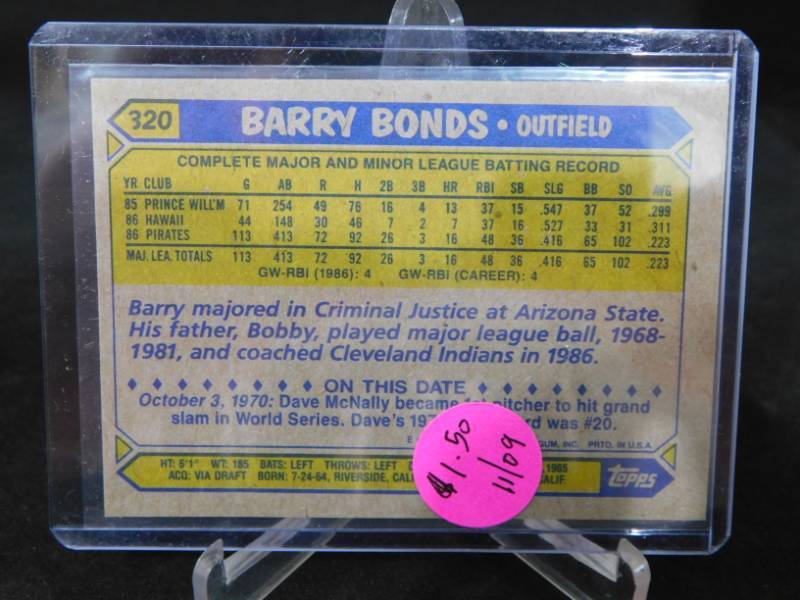 320
BARRY BONDS • OUTFIELD
COMPLETE MAJOR AND MINOR LEAGUE BATTING RECORD
YR CLUB G AB R H 2B 3B HR RBI SB SLG BB SO AVG
85 PRINCE WILL'M 71 254 49 76 16 4 13 37 15 .547 37 52 .299
86 HAWAII 44 148 30 46 7 2 7 37 16 .527 33 31 .311
86 PIRATES 113 413 72 92 26 3 16 48 36 .416 65 102 .223
MAJ. LEA. TOTALS 113 413 72 92 26 3 16 48 36 .416 65 102 .223
GW-RBI (1986): 4 GW-RBI (CAREER): 4
Barry majored in Criminal Justice at Arizona State.
His father, Bobby, played major league ball, 1968-
1981, and coached Cleveland Indians in 1986.
ON THIS DATE
October 3, 1970: Dave McNally became 1st pitcher to hit grand
slam in World Series. Dave's 197 rd was #20.
GUM, INC. PRTD. IN U.S.A.
HT: 6'1" WT: 185 BATS: LEFT THROWS: LEFT 1985
ACQ: VIA DRAFT BORN: 7-24-64, RIVERSIDE, CALIF.
topps
$1.50
11/09